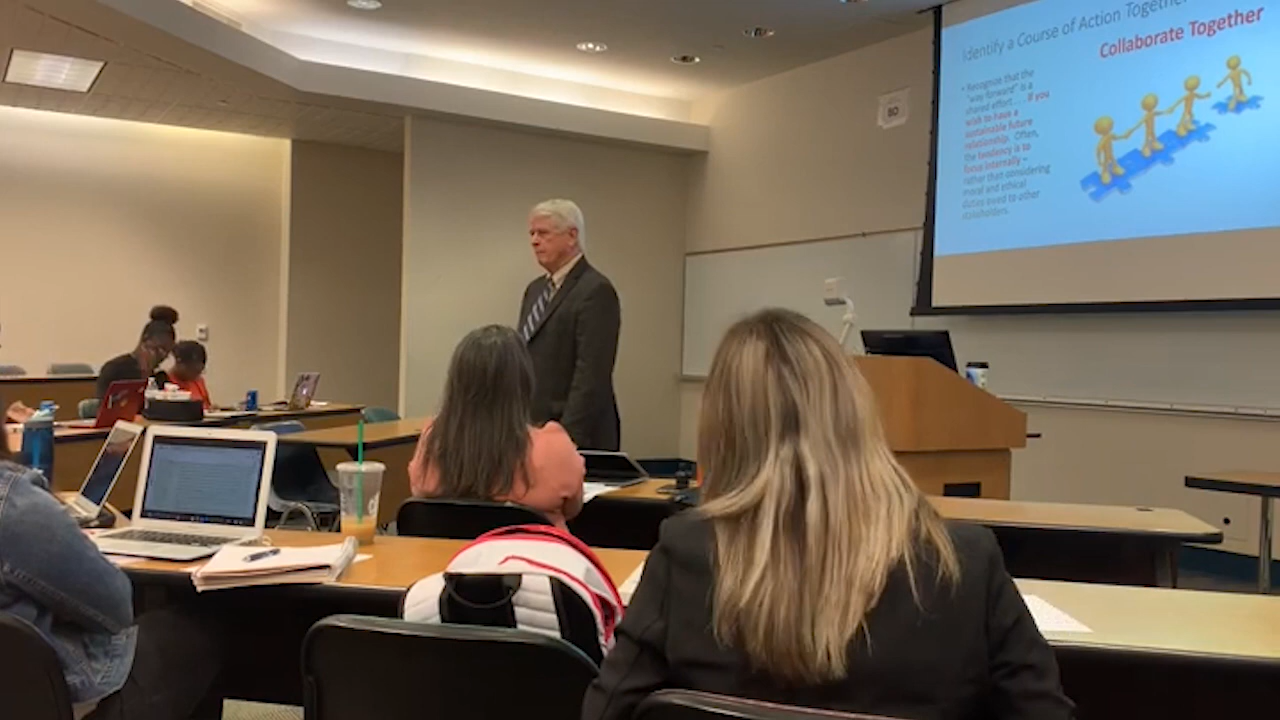 Identify a Course of Action Together
Collaborate Together
• Recognize that the
"way forward" is a
shared effort . . . If you
wish to have a
sustainable future
relationship. Often,
the tendency is to
focus internally –
rather than considering
moral and ethical
duties owed to other
stakeholders.